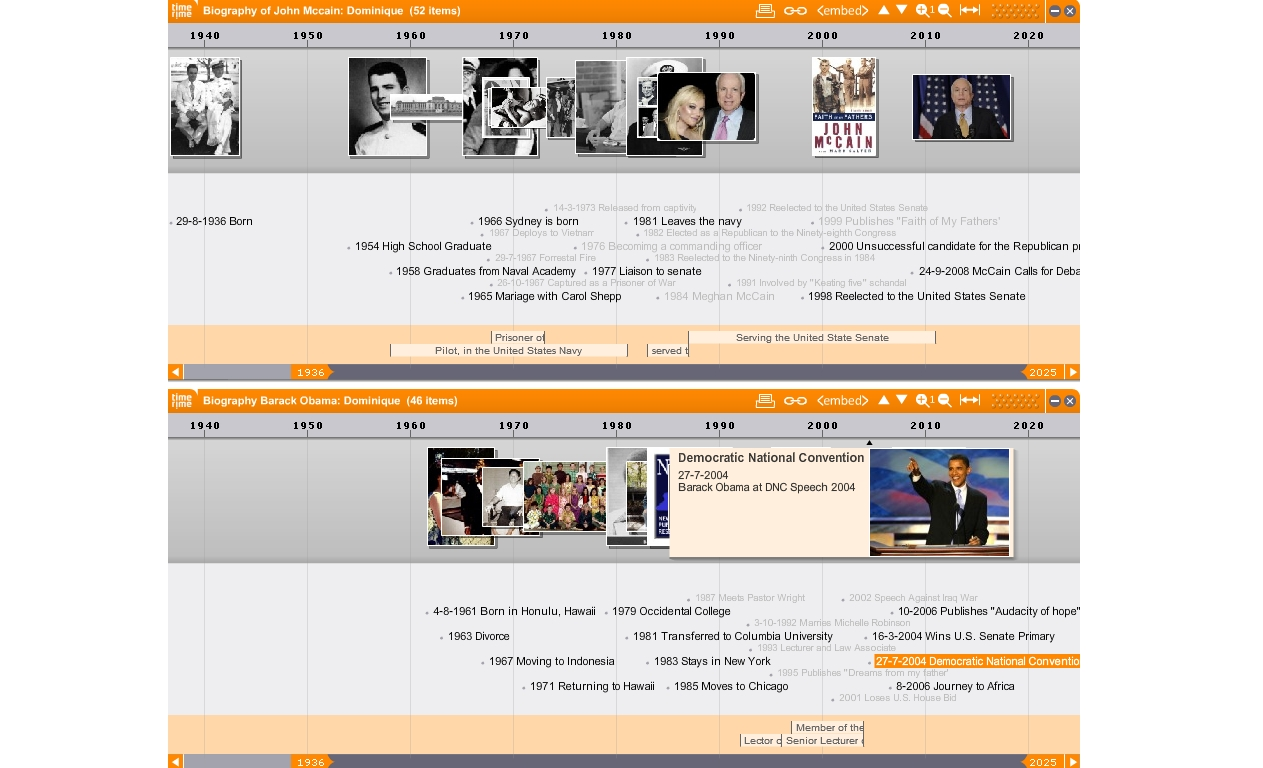 time rime Biography of John Mccain: Dominique (52 items) <embed> 1
1940 1950 1960 1970 1980 1990 2000 2010 2020
FAITH OF MY FATHERS
JOHN McCAIN
MARK SALTER
14-3-1973 Released from captivity 1992 Reelected to the United States Senate
29-8-1936 Born 1966 Sydney is born 1981 Leaves the navy 1999 Publishes "Faith of My Fathers'
1967 Deploys to Vietnam 1982 Elected as a Republican to the Ninety-eighth Congress
1954 High School Graduate 1976 Becoming a commanding officer 2000 Unsuccessful candidate for the Republican pr
29-7-1967 Forrestal Fire 1983 Reelected to the Ninety-ninth Congress in 1984
1958 Graduates from Naval Academy 1977 Liaison to senate 24-9-2008 McCain Calls for Deba
26-10-1967 Captured as a Prisoner of War 1991 Involved by "Keating five" schandal
1965 Mariage with Carol Shepp 1984 Meghan McCain 1998 Reelected to the United States Senate
Prisoner of Serving the United State Senate
Pilot, in the United States Navy served t
1936 2025
time rime Biography Barack Obama: Dominique (46 items) <embed> 1
1940 1950 1960 1970 1980 1990 2000 2010 2020
Democratic National Convention
27-7-2004
Barack Obama at DNC Speech 2004
1987 Meets Pastor Wright 2002 Speech Against Iraq War
4-8-1961 Born in Honulu, Hawaii 1979 Occidental College 10-2006 Publishes "Audacity of hope"
3-10-1992 Marries Michelle Robinson
1963 Divorce 1981 Transferred to Columbia University 16-3-2004 Wins U.S. Senate Primary
1993 Lecturer and Law Associate
1967 Moving to Indonesia 1983 Stays in New York 27-7-2004 Democratic National Conventio
1995 Publishes "Dreams from my father'
1971 Returning to Hawaii 1985 Moves to Chicago 8-2006 Journey to Africa
2001 Loses U.S. House Bid
Member of the
Lector o Senior Lecturer
1936 2025